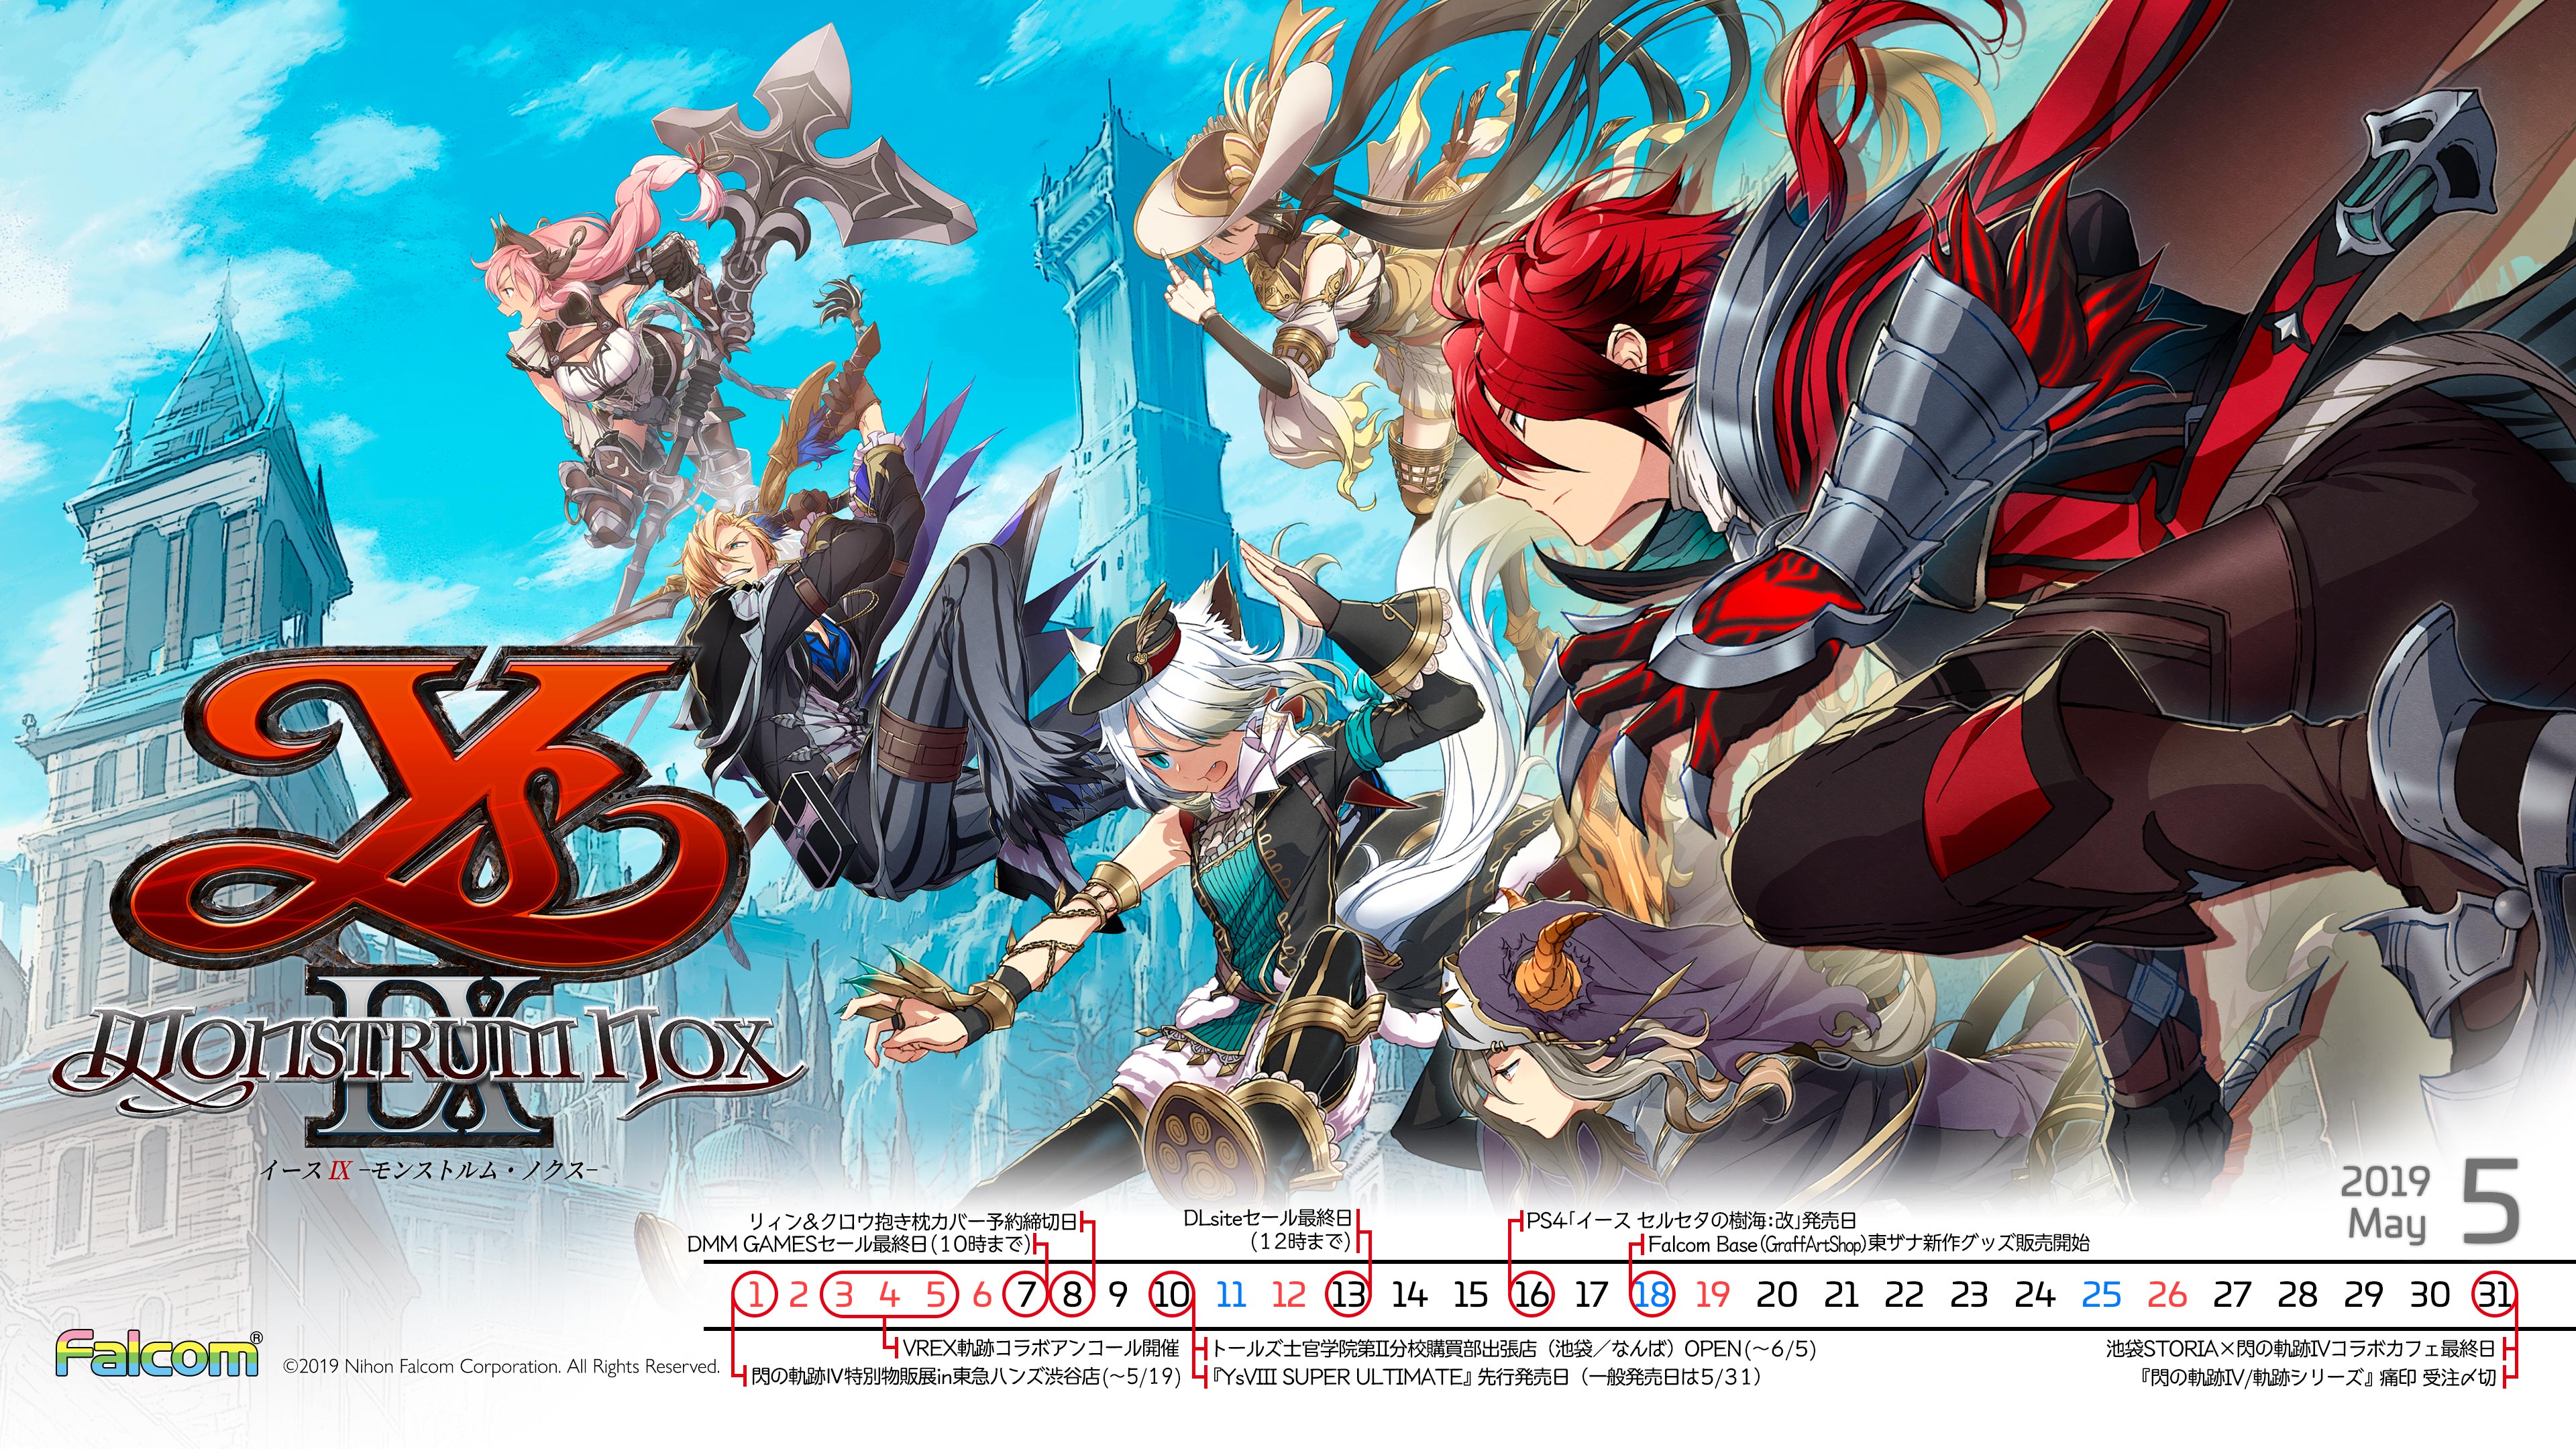 Ys
IX
MONSTRUM NOX
イースIX -モンストルム・ノクス-
2019
May
5
リィン＆クロウ抱き枕カバー予約締切日
DMM GAMESセール最終日(10時まで)
DLsiteセール最終日
(12時まで)
PS4「イース セルセタの樹海：改」発売日
Falcom Base(GraffArtShop)東ザナ新作グッズ販売開始
1 2 3 4 5 6 7 8 9 10 11 12 13 14 15 16 17 18 19 20 21 22 23 24 25 26 27 28 29 30 31
VREX軌跡コラボアンコール開催
閃の軌跡IV特別物販展in東急ハンズ渋谷店(～5/19)
トールズ士官学院第II分校購買部出張店（池袋／なんば）OPEN(～6/5)
『YsVIII SUPER ULTIMATE』先行発売日（一般発売日は5/31）
池袋STORIA×閃の軌跡IVコラボカフェ最終日
『閃の軌跡IV/軌跡シリーズ』痛印 受注〆切
Falcom®
©2019 Nihon Falcom Corporation. All Rights Reserved.